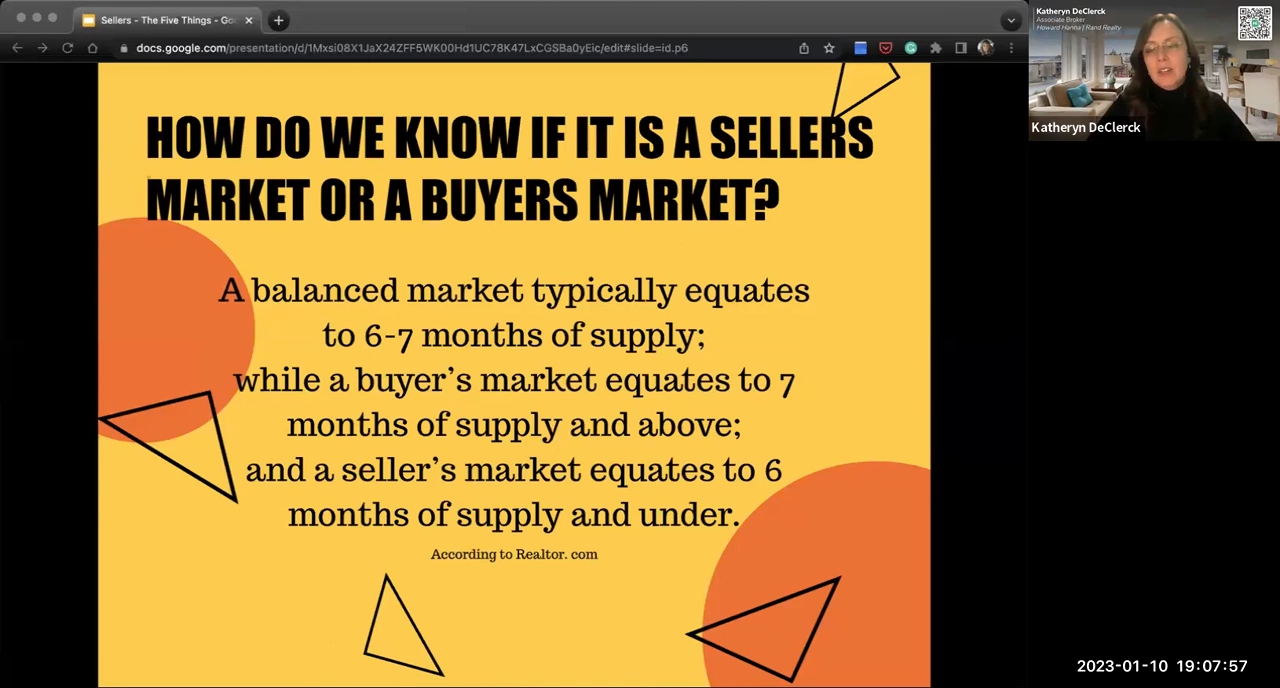 Sellers - The Five Things - Go
docs.google.com/presentation/d/1Mxsi08X1JaX24ZFF5WK00Hd1UC78K47LxCGSBa0yEic/edit#slide=id.p6
HOW DO WE KNOW IF IT IS A SELLERS
MARKET OR A BUYERS MARKET?
A balanced market typically equates
to 6-7 months of supply;
while a buyer’s market equates to 7
months of supply and above;
and a seller’s market equates to 6
months of supply and under.
According to Realtor. com
Katheryn DeClerck
Associate Broker
Howard Hanna | Rand Realty
Katheryn DeClerck
2023-01-10 19:07:57